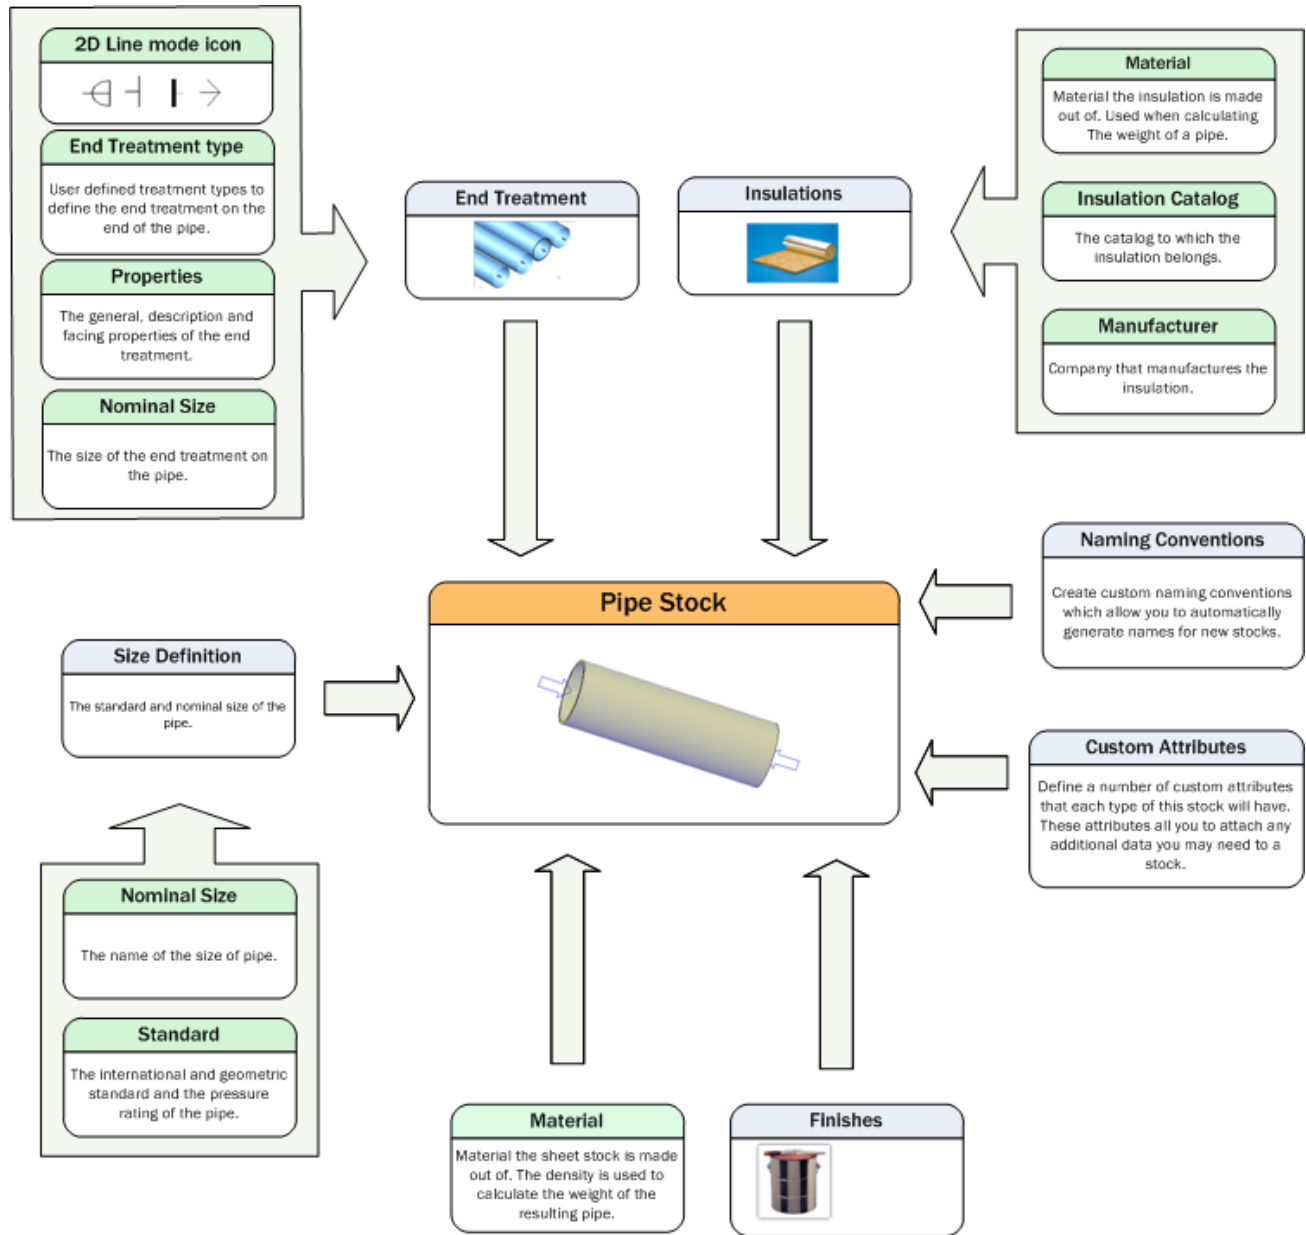 2D Line mode icon
End Treatment type
User defined treatment types to
define the end treatment on the
end of the pipe.
Properties
The general, description and
facing properties of the end
treatment.
Nominal Size
The size of the end treatment on
the pipe.
End Treatment
Insulations
Material
Material the insulation is made
out of. Used when calculating
The weight of a pipe.
Insulation Catalog
The catalog to which the
insulation belongs.
Manufacturer
Company that manufactures the
insulation.
Naming Conventions
Create custom naming conventions
which allow you to automatically
generate names for new stocks.
Pipe Stock
Size Definition
The standard and nominal size of the
pipe.
Custom Attributes
Define a number of custom attributes
that each type of this stock will have.
These attributes all you to attach any
additional data you may need to a
stock.
Nominal Size
The name of the size of pipe.
Standard
The international and geometric
standard and the pressure
rating of the pipe.
Material
Material the sheet stock is made
out of. The density is used to
calculate the weight of the
resulting pipe.
Finishes